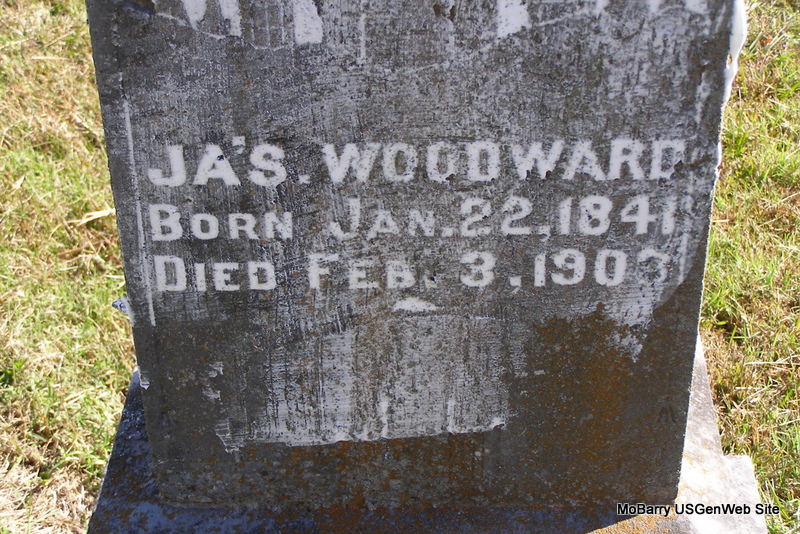 JA'S. WOODWARD
BORN JAN. 22, 1841
DIED FEB. 3, 1903
MoBarry USGenWeb Site